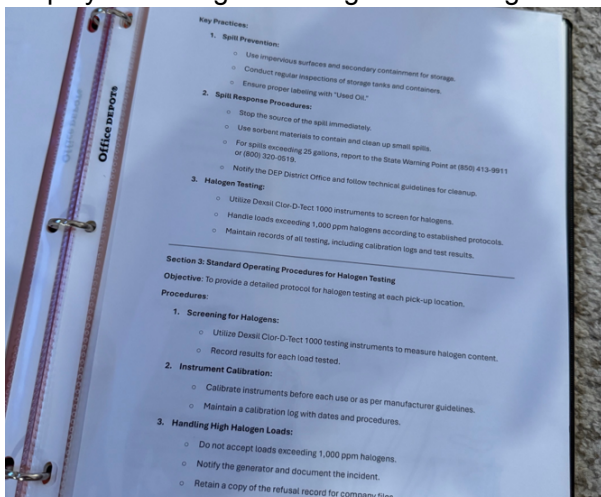 Key Practices:
1. Spill Prevention:
○ Use impervious surfaces and secondary containment for storage.
○ Conduct regular inspections of storage tanks and containers.
○ Ensure proper labeling with "Used Oil."
2. Spill Response Procedures:
○ Stop the source of the spill immediately.
○ Use sorbent materials to contain and clean up small spills.
○ For spills exceeding 25 gallons, report to the State Warning Point at (850) 413-9911
or (800) 320-0519.
○ Notify the DEP District Office and follow technical guidelines for cleanup.
3. Halogen Testing:
○ Utilize Dexsil Clor-D-Tect 1000 instruments to screen for halogens.
○ Handle loads exceeding 1,000 ppm halogens according to established protocols.
○ Maintain records of all testing, including calibration logs and test results.
Section 3: Standard Operating Procedures for Halogen Testing
Objective: To provide a detailed protocol for halogen testing at each pick-up location.
Procedures:
1. Screening for Halogens:
○ Utilize Dexsil Clor-D-Tect 1000 testing instruments to measure halogen content.
○ Record results for each load tested.
2. Instrument Calibration:
○ Calibrate instruments before each use or as per manufacturer guidelines.
○ Maintain a calibration log with dates and procedures.
3. Handling High Halogen Loads:
○ Do not accept loads exceeding 1,000 ppm halogens.
○ Notify the generator and document the incident.
○ Retain a copy of the refusal record for company files.
Office DEPOT